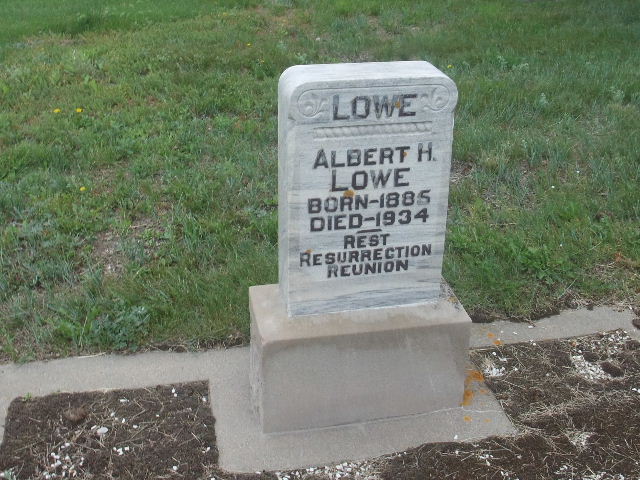 LOWE
ALBERT H.
LOWE
BORN-1885
DIED-1934
REST
RESURRECTION
REUNION